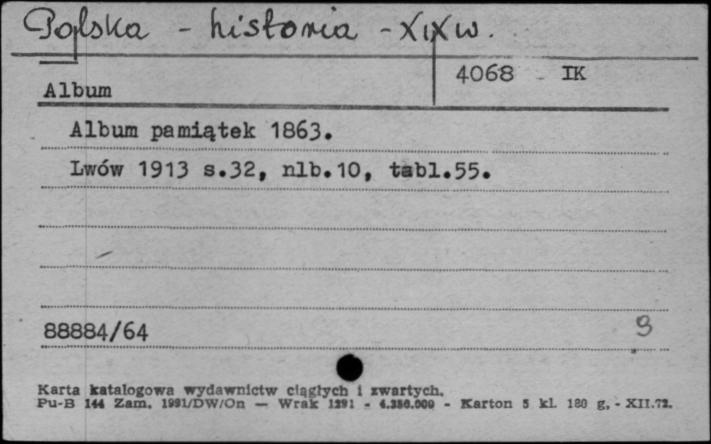 Polska - historia - XIX w.
4068 IK
Album
Album pamiątek 1863.
Lwów 1913 s.32, nlb.10, tabl.55.
88884/64 9
Karta katalogowa wydawnictw ciągłych i zwartych.
Pu-B 144 Zam. 1991/DW/On — Wrak 1291 - 4.380.000 - Karton 5 kl. 180 g. - XII.72.